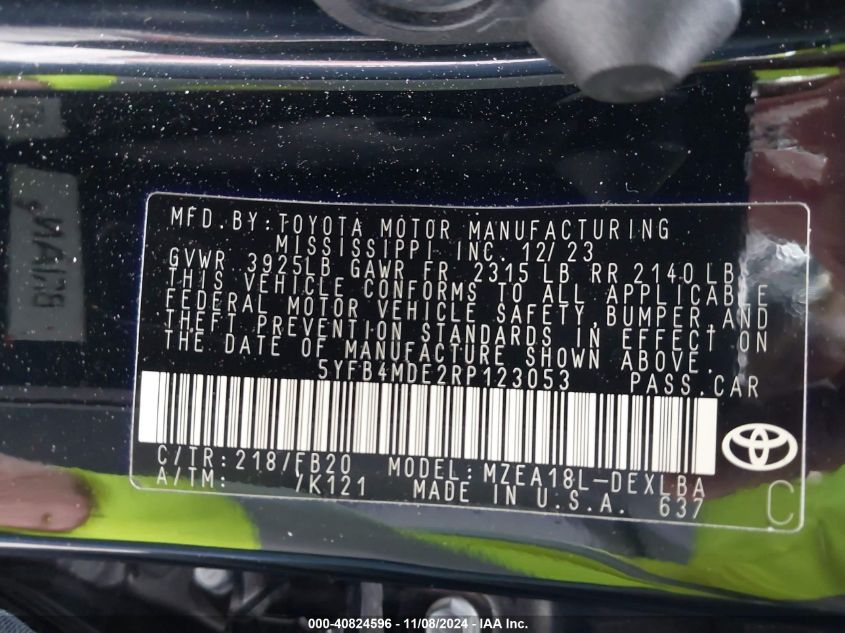 MFD.BY:TOYOTA MOTOR MANUFACTURING
MISSISSIPPI INC. 12/23
GVWR 3925LB GAWR FR 2315 LB RR 2140 LB
THIS VEHICLE CONFORMS TO ALL APPLICABLE
FEDERAL MOTOR VEHICLE SAFETY,BUMPER,AND
THEFT PREVENTION STANDARDS IN EFFECT ON
THE DATE OF MANUFACTURE SHOWN ABOVE.
5YFB4MDE2RP123053 PASS.CAR
C/TR:218/FB20 MODEL:MZEA18L-DEXLBA
A/TM: /K121 MADE IN U.S.A. 637
C
000-40824596 - 11/08/2024 - IAA Inc.